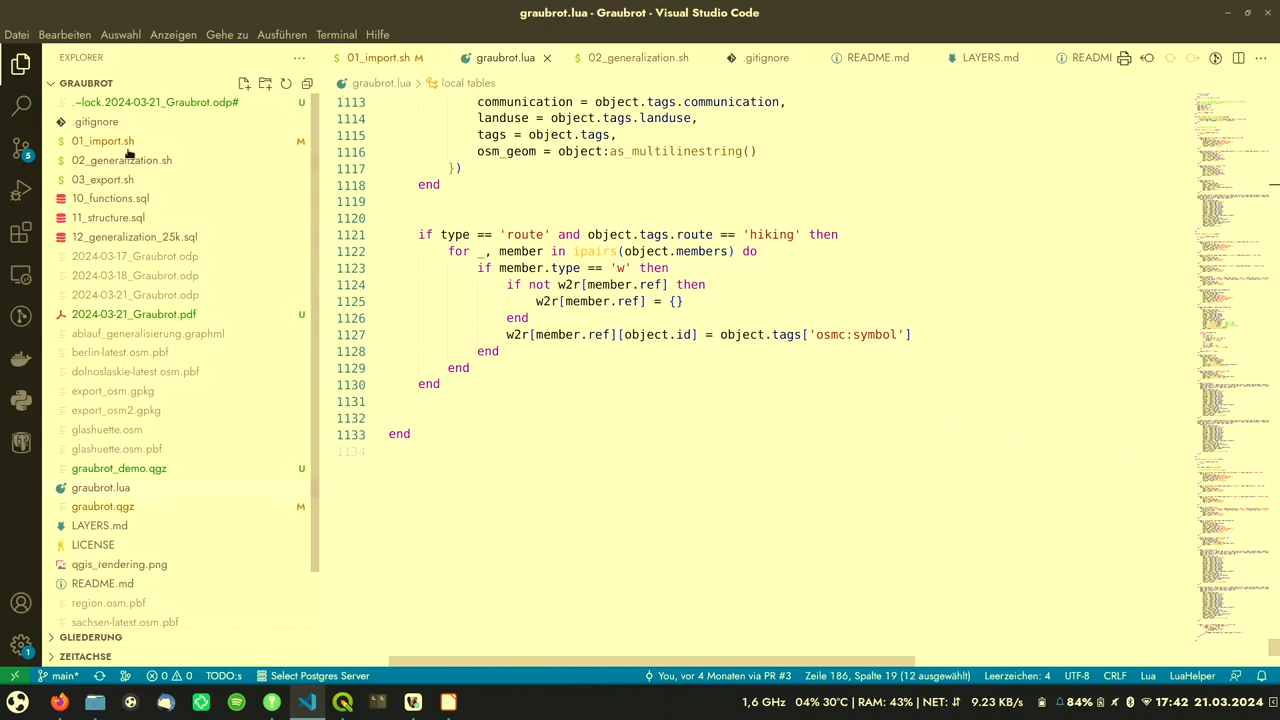 graubrot.lua - Graubrot - Visual Studio Code
Datei Bearbeiten Auswahl Anzeigen Gehe zu Ausführen Terminal Hilfe
EXPLORER
01_import.sh M graubrot.lua 02_generalization.sh .gitignore README.md LAYERS.md READMI
GRAUBROT
graubrot.lua local tables
.~lock.2024-03-21_Graubrot.odp# U
.gitignore
01_import.sh M
02_generalization.sh
03_export.sh
10_functions.sql
11_structure.sql
12_generalization_25k.sql
2024-03-17_Graubrot.odp
2024-03-18_Graubrot.odp
2024-03-21_Graubrot.odp
2024-03-21_Graubrot.pdf U
ablauf_generalisierung.graphml
berlin-latest.osm.pbf
dolnoslaskie-latest.osm.pbf
export_osm.gpkg
export_osm2.gpkg
glashuette.osm
glashuette.osm.pbf
graubrot_demo.qgz U
graubrot.lua
graubrot.qgz M
LAYERS.md
LICENSE
qgis_rendering.png
README.md
region.osm.pbf
sachsen-latest.osm.pbf
GLIEDERUNG
ZEITACHSE
1113 communication = object.tags.communication,
1114 landuse = object.tags.landuse,
1115 tags = object.tags,
1116 osm_geom = object:as_multilinestring()
1117 })
1118 end
1119
1120
1121 if type == 'route' and object.tags.route == 'hiking' then
1122 for _, member in ipairs(object.members) do
1123 if member.type == 'w' then
1124 if not w2r[member.ref] then
1125 w2r[member.ref] = {}
1126 end
1127 w2r[member.ref][object.id] = object.tags['osmc:symbol']
1128 end
1129 end
1130 end
1131
1132
1133 end
5
1
main* 0 0 TODO:s Select Postgres Server You, vor 4 Monaten via PR #3 Zeile 186, Spalte 19 (12 ausgewählt) Leerzeichen: 4 UTF-8 CRLF Lua LuaHelper
1,6 GHz 04% 30°C | RAM: 43% | NET: 9.23 KB/s 84% 17:42 21.03.2024